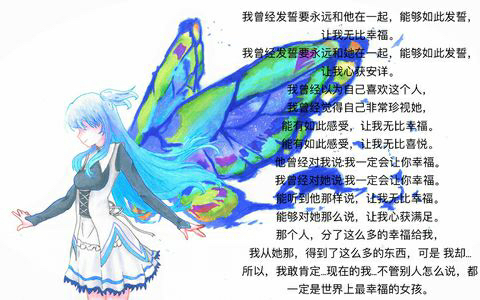 我曾经发誓要永远和他在一起，能够如此发誓，
让我无比幸福。
我曾经发誓要永远和她在一起，能够如此发誓，
让我心获安详。
我曾经以为自己喜欢这个人，
我曾经觉得自己非常珍视她，
能有如此感受，让我无比幸福。
能有如此感受，让我无比喜悦。
他曾经对我说 我一定会让你幸福。
我曾经对她说 我一定会让你幸福。
能听到他那样说，让我无比幸福。
能够对她那么说，让我心获满足。
那个人，分了这么多的幸福给我，
我从她那，得到了这么多的东西，可是 我却...
所以，我敢肯定...现在的我...不管别人怎么说，都
一定是世界上最幸福的女孩。